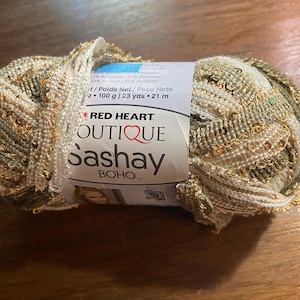 / Poids Net / Peso Neto
• 100 g | 23 yds • 21 m
RED HEART
OUTIQUE
Sashay
BOHO